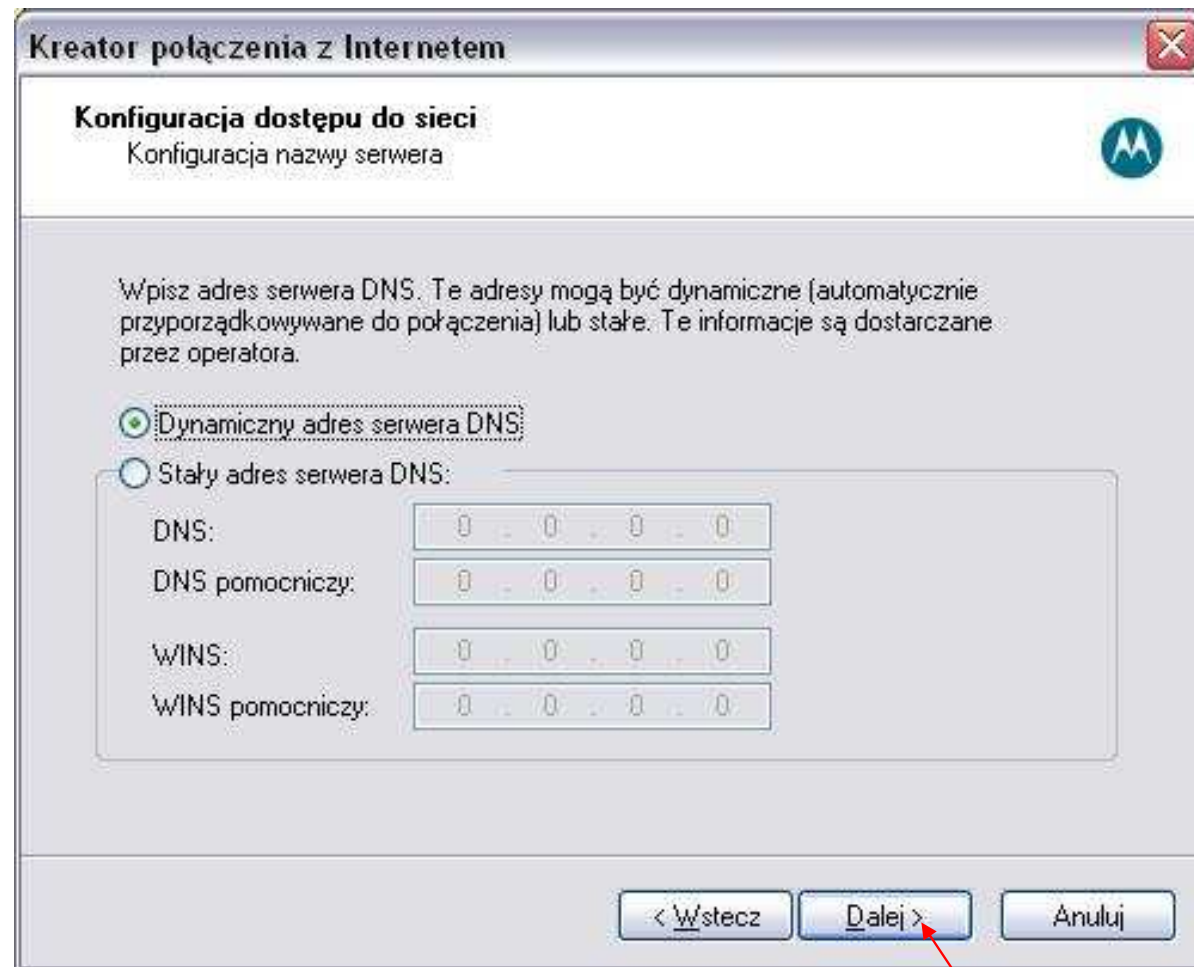 Kreator połączenia z Internetem
Konfiguracja dostępu do sieci
Konfiguracja nazwy serwera
Wpisz adres serwera DNS. Te adresy mogą być dynamiczne (automatycznie
przyporządkowywane do połączenia) lub stałe. Te informacje są dostarczane
przez operatora.
Dynamiczny adres serwera DNS
Stały adres serwera DNS:
DNS: 0 . 0 . 0 . 0
DNS pomocniczy: 0 . 0 . 0 . 0
WINS: 0 . 0 . 0 . 0
WINS pomocniczy: 0 . 0 . 0 . 0
< Wstecz Dalej > Anuluj